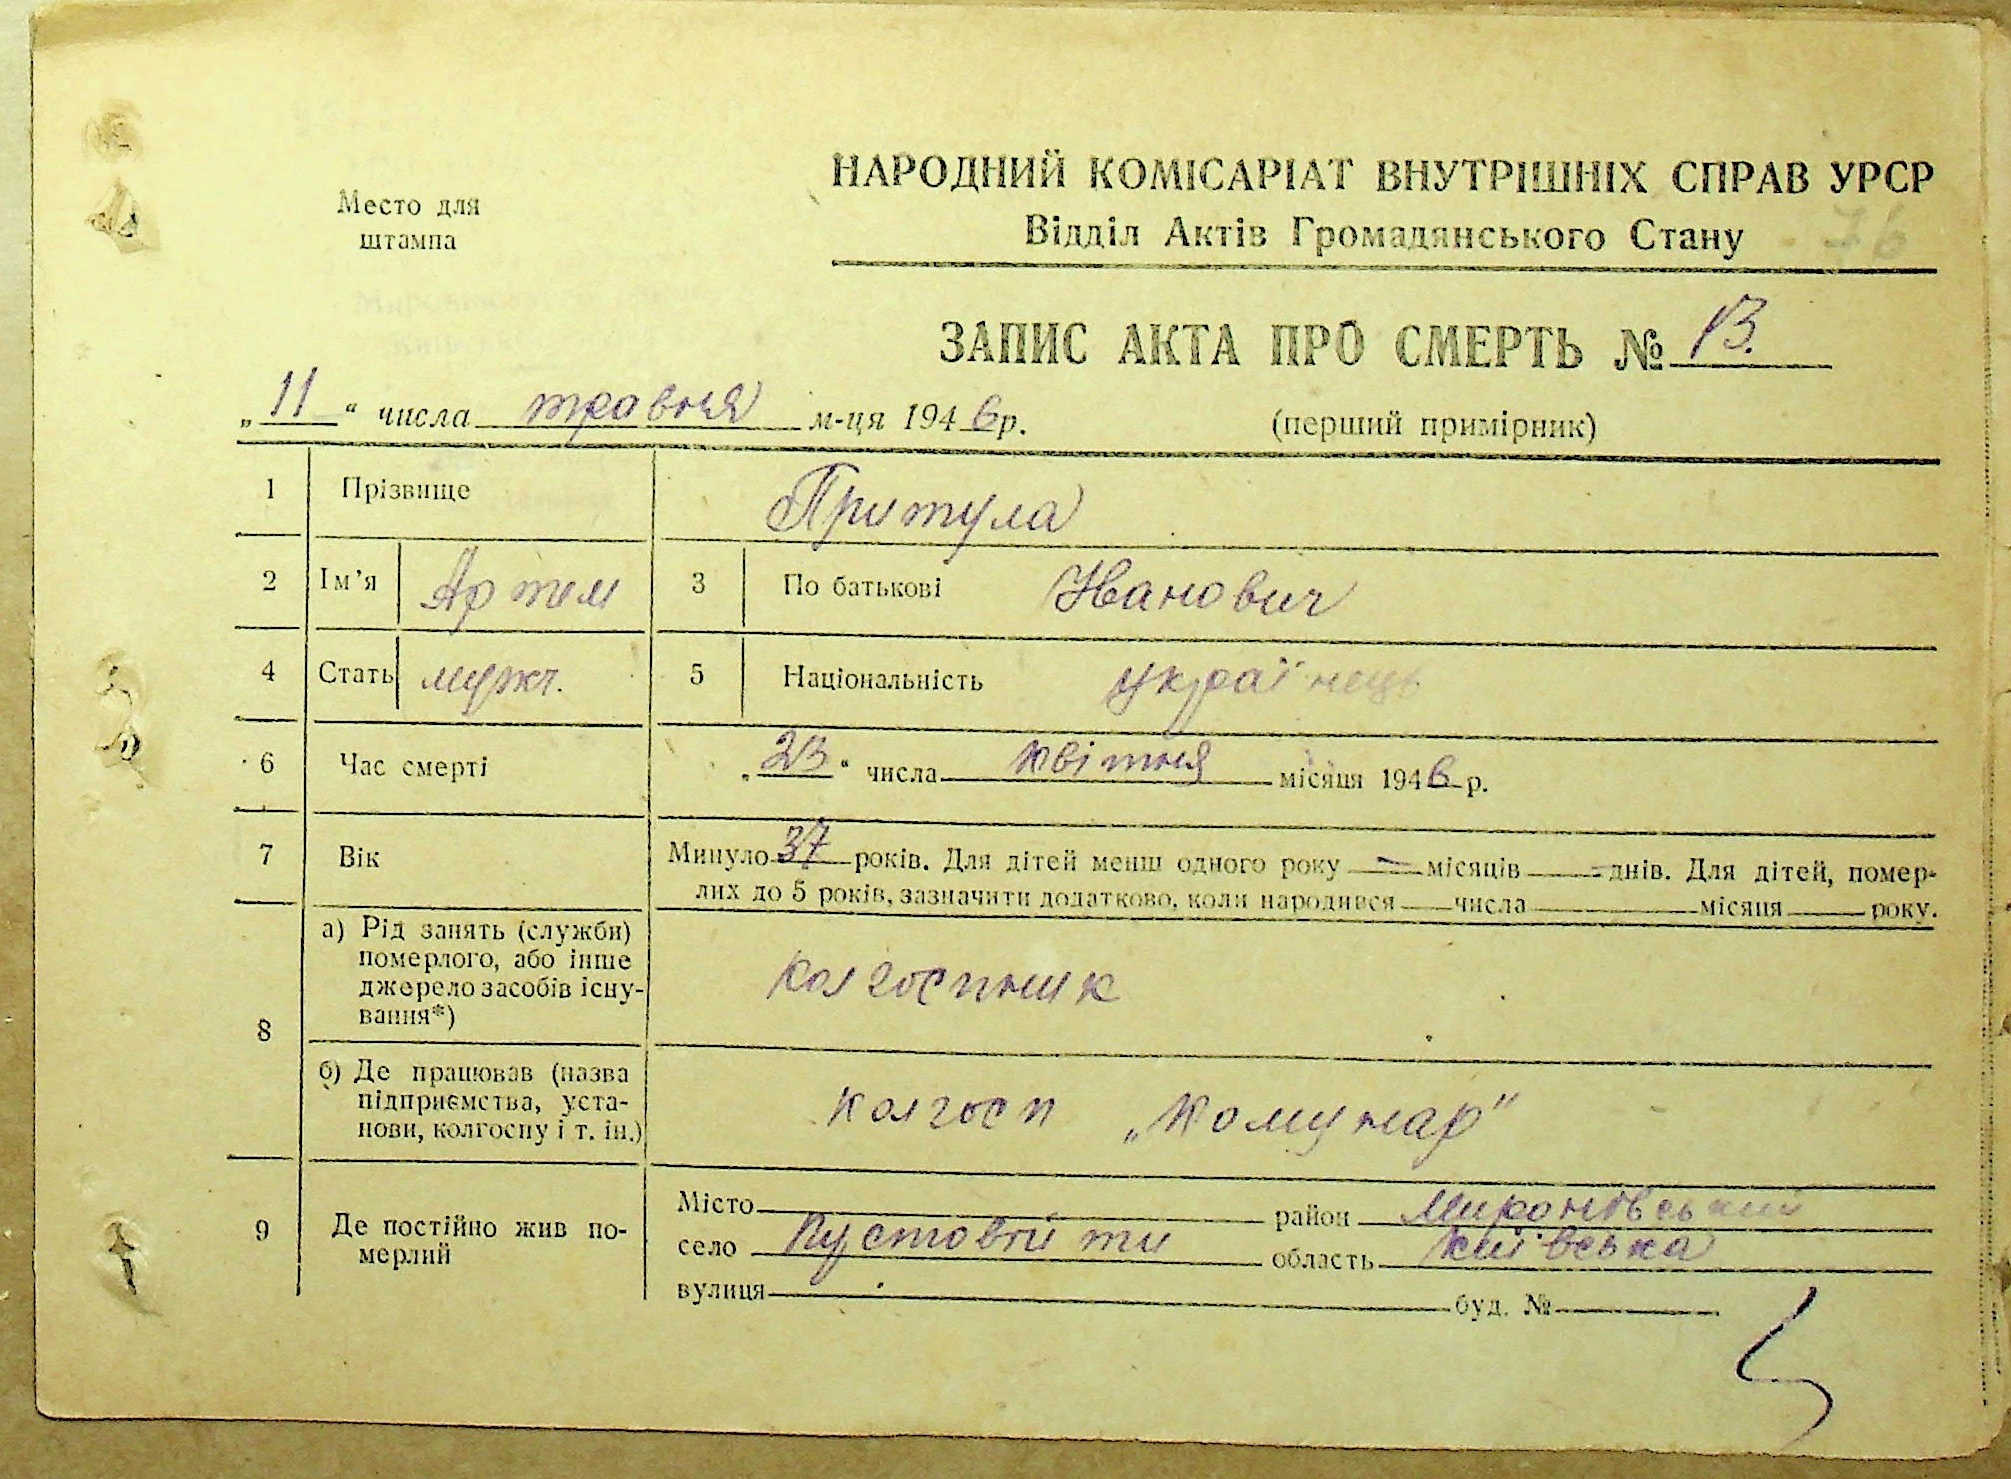 Место для
штампа
НАРОДНИЙ КОМІСАРІАТ ВНУТРІШНІХ СПРАВ УРСР
Відділ Актів Громадянського Стану
76
ЗАПИС АКТА ПРО СМЕРТЬ № 13.
„11“ числа травня м-ця 1946 р.
(перший примірник)
1 Прізвище Притула
2 Ім’я Артем 3 По батькові Иванович
4 Стать мужч. 5 Національність українець
6 Час смерті „23“ числа квітня місяця 1946 р.
7 Вік Минуло 37 років. Для дітей менш одного року — місяців — днів. Для дітей, помер-
лих до 5 років, зазначити додатково, коли народився числа місяця року.
8 а) Рід занять (служби)
померлого, або інше
джерело засобів існу-
вання*)
колгоспник
б) Де працював (назва
підприємства, уста-
нови, колгоспу і т. ін.)
колгосп „Комунар“
9 Де постійно жив по-
мерлий
Місто район Миронівський
село Пустовійти область Київська
вулиця буд. №